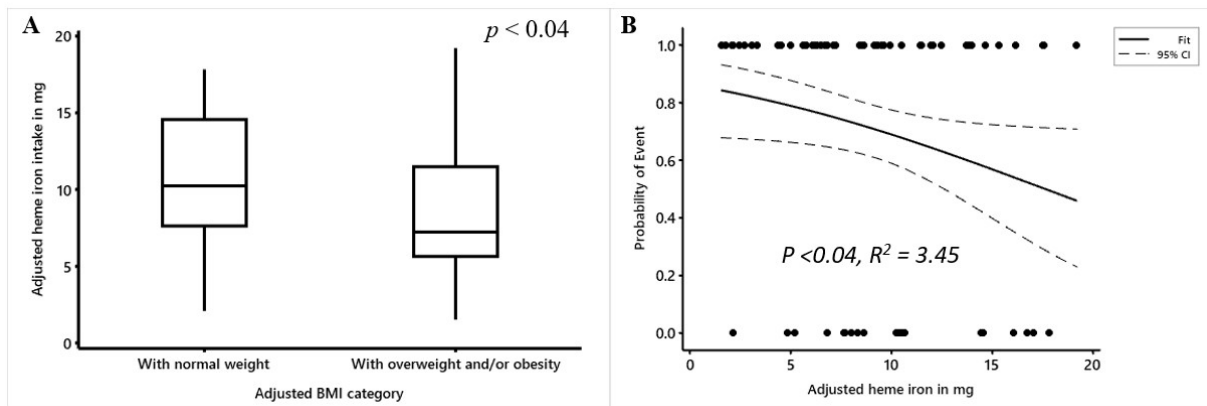 A
p < 0.04
Adjusted heme iron intake in mg
20
15
10
5
0
With normal weight
With overweight and/or obesity
Adjusted BMI category
B
Fit
95% CI
Probability of Event
1.0
0.8
0.6
0.4
0.2
0.0
P <0.04, R² = 3.45
0
5
10
15
20
Adjusted heme iron in mg